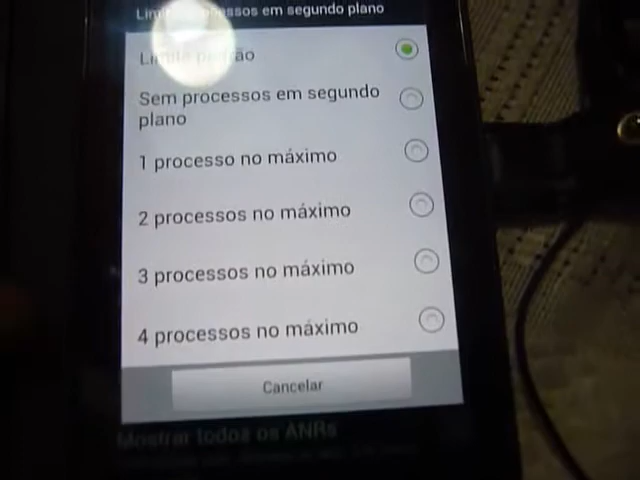 Limite processos em segundo plano
Limite padrão
Sem processos em segundo
plano
1 processo no máximo
2 processos no máximo
3 processos no máximo
4 processos no máximo
Cancelar
Mostrar todos os ANRs